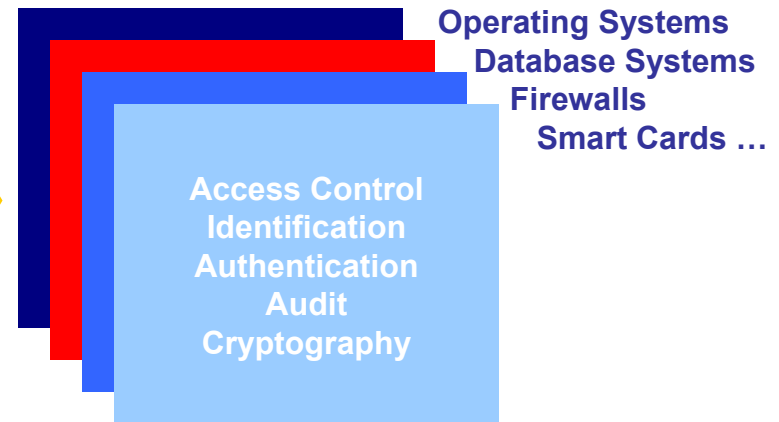 Operating Systems
Database Systems
Firewalls
Smart Cards …
Access Control
Identification
Authentication
Audit
Cryptography